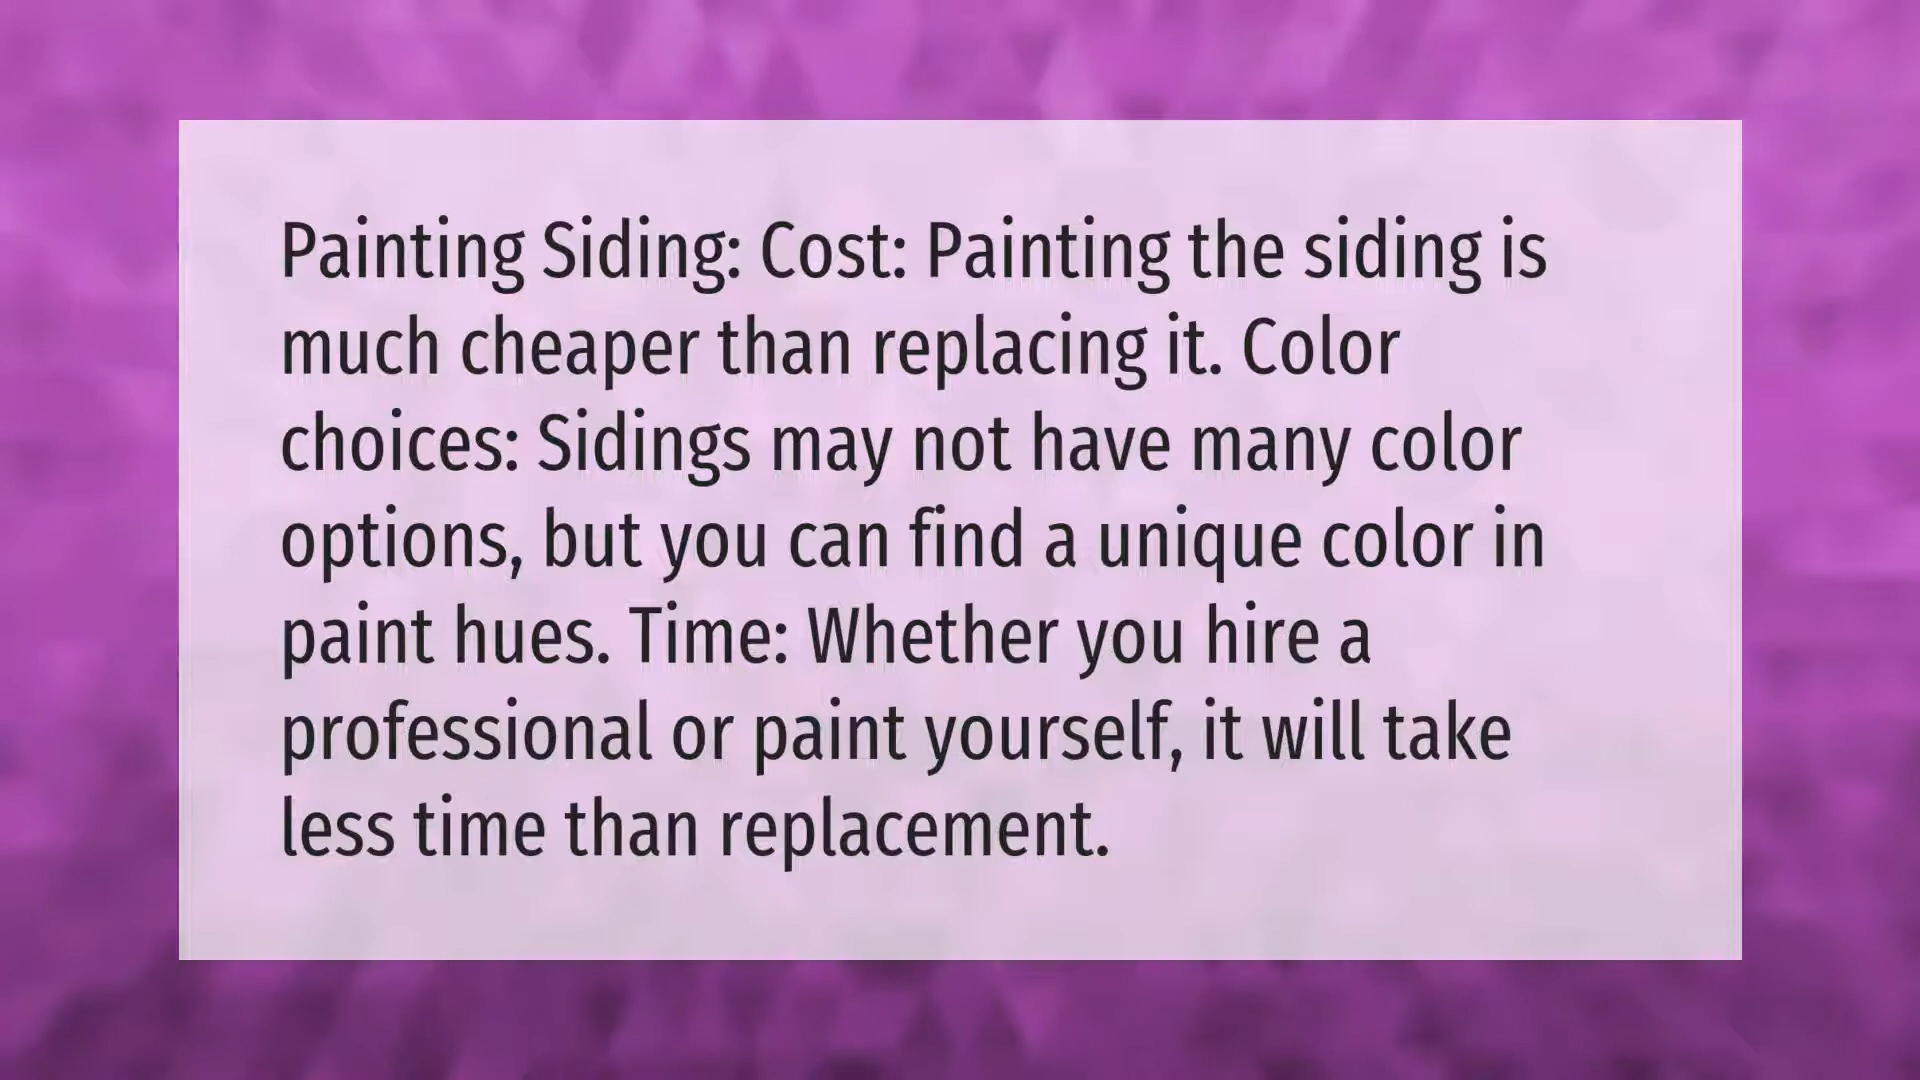 Painting Siding: Cost: Painting the siding is
much cheaper than replacing it. Color
choices: Sidings may not have many color
options, but you can find a unique color in
paint hues. Time: Whether you hire a
professional or paint yourself, it will take
less time than replacement.